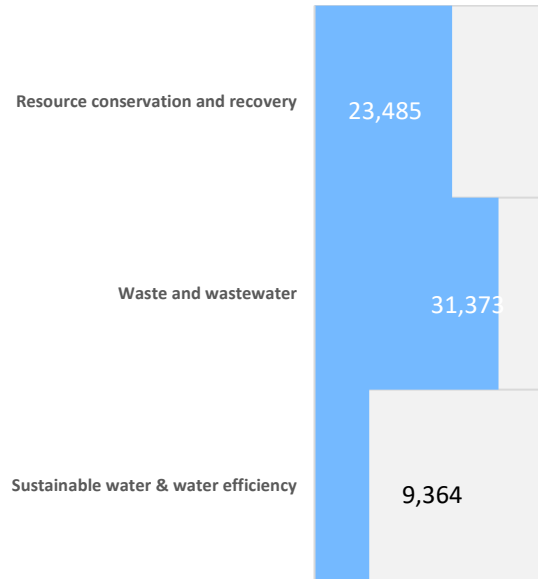 Resource conservation and recovery
23,485
Waste and wastewater
31,373
Sustainable water & water efficiency
9,364